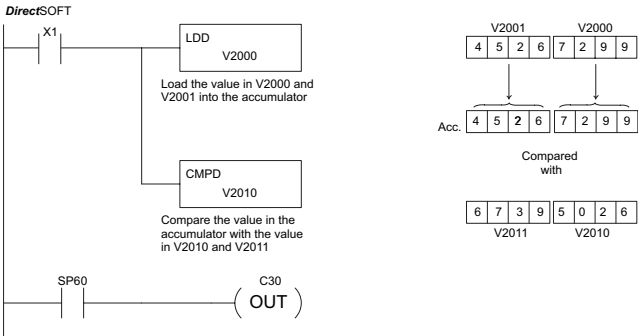 DirectSOFT
X1
LDD
V2000
Load the value in V2000 and
V2001 into the accumulator
CMPD
V2010
Compare the value in the
accumulator with the value
in V2010 and V2011
SP60
C30
OUT
V2001 V2000
4 5 2 6 7 2 9 9
Acc. 4 5 2 6 7 2 9 9
Compared
with
6 7 3 9 5 0 2 6
V2011 V2010